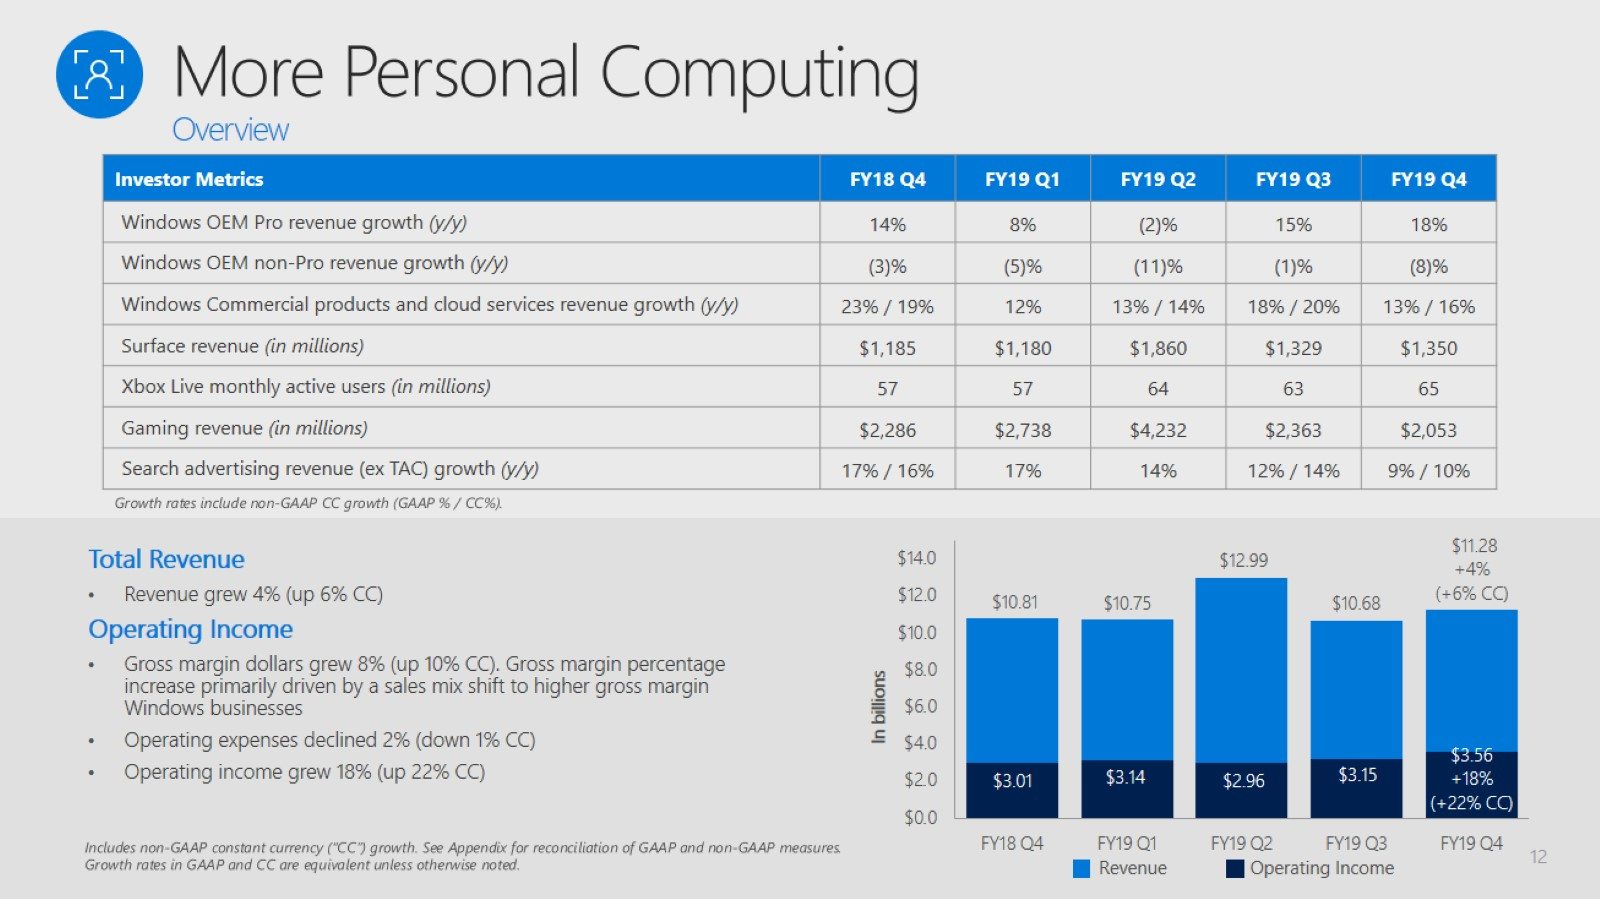 More Personal Computing
Overview
Investor Metrics FY18 Q4 FY19 Q1 FY19 Q2 FY19 Q3 FY19 Q4
Windows OEM Pro revenue growth (y/y) 14% 8% (2)% 15% 18%
Windows OEM non-Pro revenue growth (y/y) (3)% (5)% (11)% (1)% (8)%
Windows Commercial products and cloud services revenue growth (y/y) 23% / 19% 12% 13% / 14% 18% / 20% 13% / 16%
Surface revenue (in millions) $1,185 $1,180 $1,860 $1,329 $1,350
Xbox Live monthly active users (in millions) 57 57 64 63 65
Gaming revenue (in millions) $2,286 $2,738 $4,232 $2,363 $2,053
Search advertising revenue (ex TAC) growth (y/y) 17% / 16% 17% 14% 12% / 14% 9% / 10%
Growth rates include non-GAAP CC growth (GAAP % / CC%).
Total Revenue
• Revenue grew 4% (up 6% CC)
Operating Income
• Gross margin dollars grew 8% (up 10% CC). Gross margin percentage
increase primarily driven by a sales mix shift to higher gross margin
Windows businesses
• Operating expenses declined 2% (down 1% CC)
• Operating income grew 18% (up 22% CC)
Includes non-GAAP constant currency ("CC") growth. See Appendix for reconciliation of GAAP and non-GAAP measures.
Growth rates in GAAP and CC are equivalent unless otherwise noted.
In billions
$14.0
$12.0
$10.0
$8.0
$6.0
$4.0
$2.0
$0.0
$10.81 $10.75 $12.99 $10.68 $11.28
+4%
(+6% CC)
$3.01 $3.14 $2.96 $3.15 $3.56
+18%
(+22% CC)
FY18 Q4 FY19 Q1 FY19 Q2 FY19 Q3 FY19 Q4
Revenue Operating Income
12